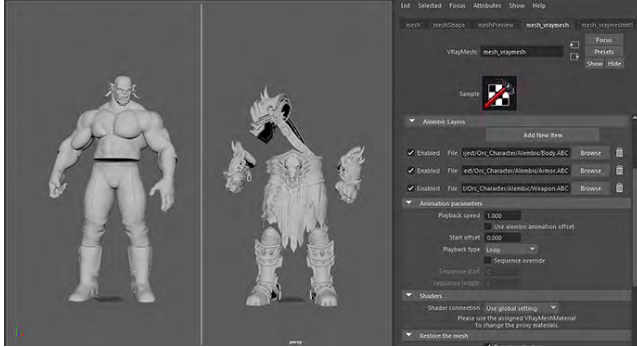 List Selected Focus Attributes Show Help
mesh meshShape meshPreview mesh_vraymesh mesh_vraymeshmtl
Focus
VRayMesh: mesh_vraymesh Presets
Show Hide
Sample
Alembic Layers
Add New Item
Enabled File ject/Orc_Character/Alembic/Body.ABC Browse
Enabled File ect/Orc_Character/Alembic/Armor.ABC Browse
Enabled File t/Orc_Character/Alembic/Weapon.ABC Browse
Animation parameters
Playback speed 1.000
Use alembic animation offset
Start offset 0.000
Playback type Loop
Sequence override
Sequence start
Sequence length
Shaders
Shader connection Use global setting
Please use the assigned VRayMeshMaterial
to change the proxy materials.
Restore the mesh
persp